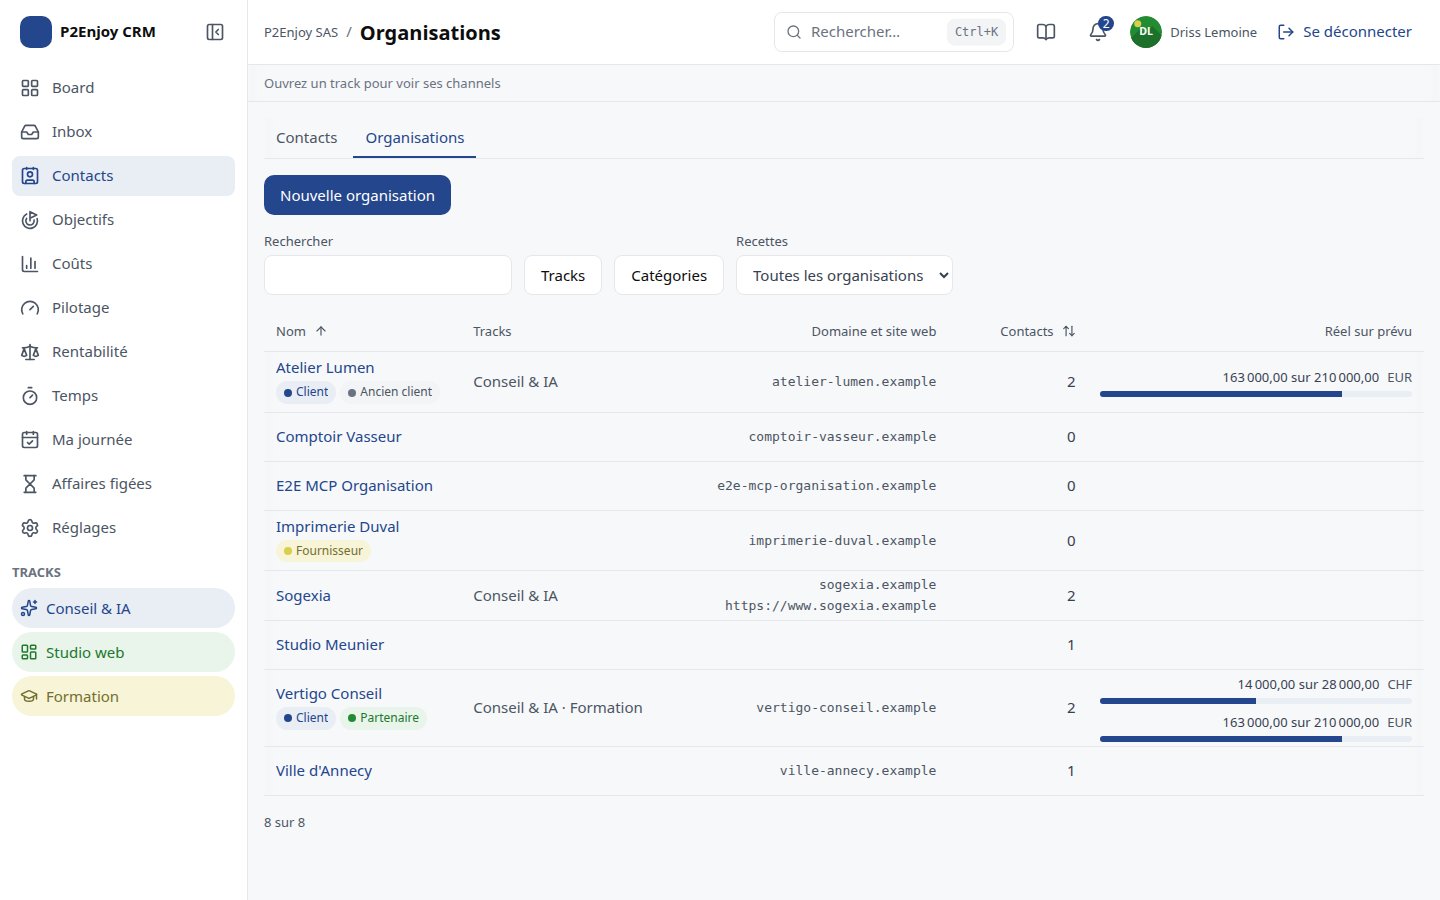 P2Enjoy CRM
Board
Inbox
Contacts
Objectifs
Coûts
Pilotage
Rentabilité
Temps
Ma journée
Affaires figées
Réglages
TRACKS
Conseil & IA
Studio web
Formation
P2Enjoy SAS / Organisations
Rechercher... Ctrl+K
2
DL Driss Lemoine
Se déconnecter
Ouvrez un track pour voir ses channels
Contacts Organisations
Nouvelle organisation
Rechercher Recettes
Tracks Catégories Toutes les organisations
Nom Tracks Domaine et site web Contacts Réel sur prévu
Atelier Lumen
Client Ancien client
Conseil & IA atelier-lumen.example 2
163 000,00 sur 210 000,00 EUR
Comptoir Vasseur comptoir-vasseur.example 0
E2E MCP Organisation e2e-mcp-organisation.example 0
Imprimerie Duval
Fournisseur
imprimerie-duval.example 0
Sogexia Conseil & IA
sogexia.example
https://www.sogexia.example
2
Studio Meunier 1
Vertigo Conseil
Client Partenaire
Conseil & IA · Formation vertigo-conseil.example 2
14 000,00 sur 28 000,00 CHF
163 000,00 sur 210 000,00 EUR
Ville d'Annecy ville-annecy.example 1
8 sur 8